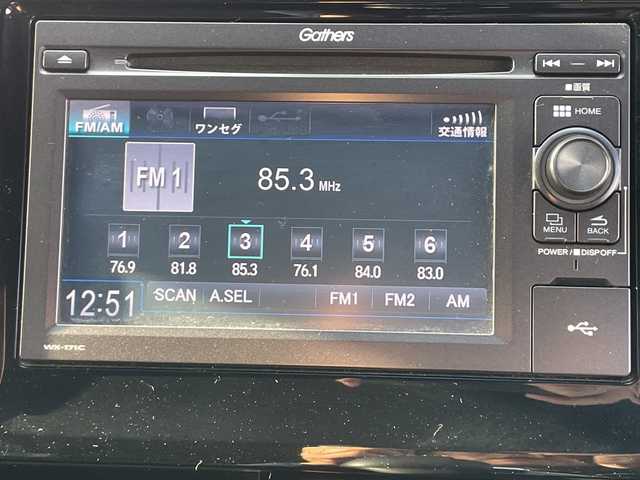 Gathers
■画質
HOME
FM/AM
ワンセグ
交通情報
FM 1
85.3 MHz
1 2 3 4 5 6
76.9 81.8 85.3 76.1 84.0 83.0
MENU BACK
POWER/■DISP OFF
12:51 SCAN A.SEL FM1 FM2 AM
WX-171C